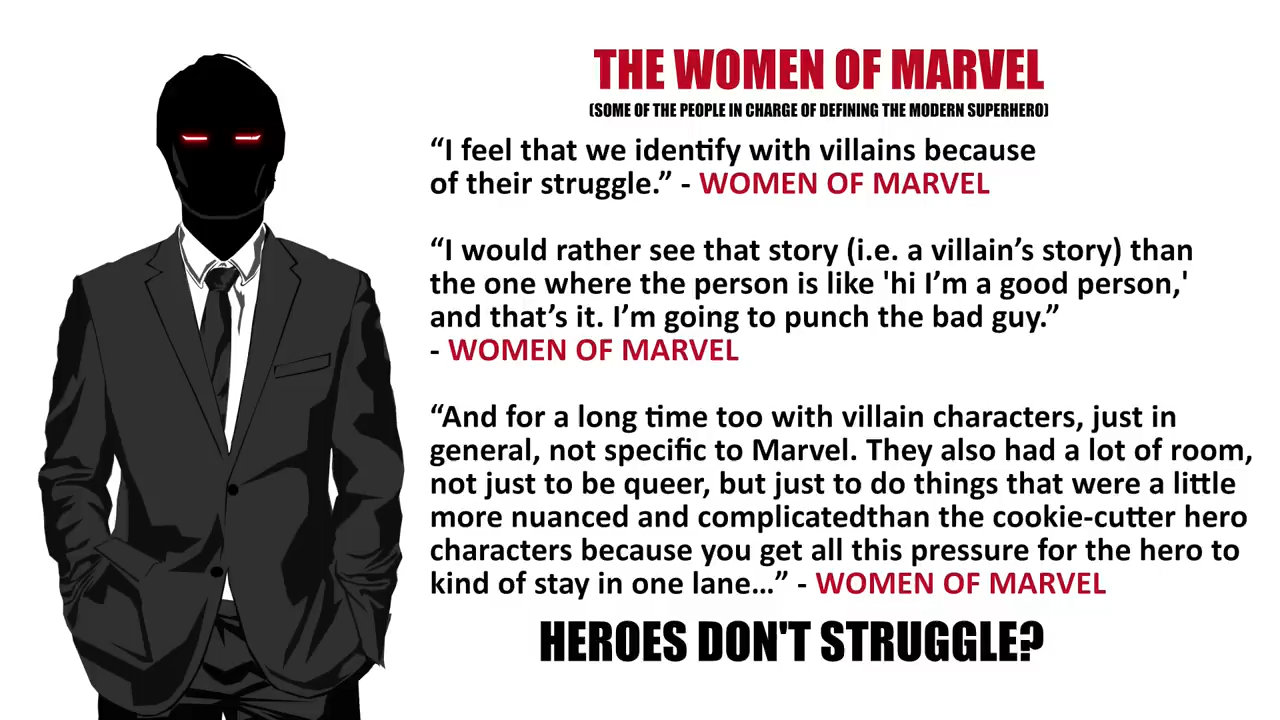 THE WOMEN OF MARVEL
(SOME OF THE PEOPLE IN CHARGE OF DEFINING THE MODERN SUPERHERO)
“I feel that we identify with villains because
of their struggle.” - WOMEN OF MARVEL
“I would rather see that story (i.e. a villain’s story) than
the one where the person is like 'hi I’m a good person,'
and that’s it. I’m going to punch the bad guy.”
- WOMEN OF MARVEL
“And for a long time too with villain characters, just in
general, not specific to Marvel. They also had a lot of room,
not just to be queer, but just to do things that were a little
more nuanced and complicatedthan the cookie-cutter hero
characters because you get all this pressure for the hero to
kind of stay in one lane…” - WOMEN OF MARVEL
HEROES DON'T STRUGGLE?